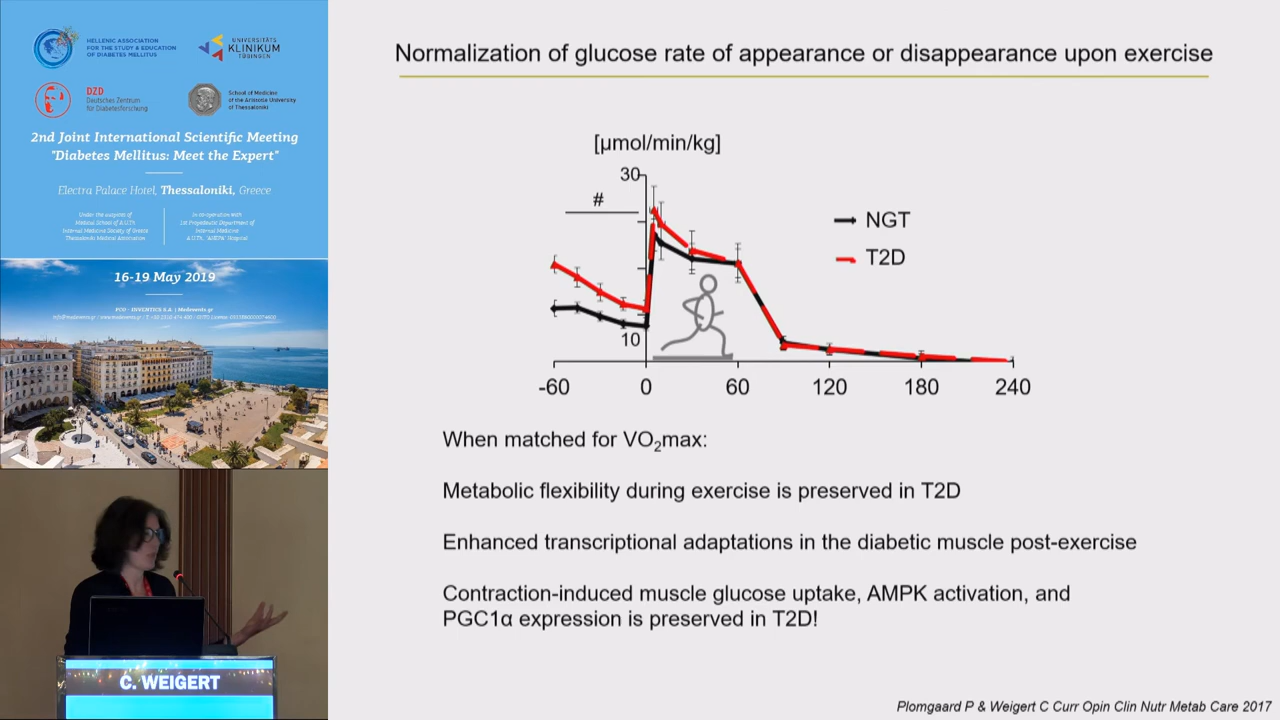 HELLENIC ASSOCIATION
FOR THE STUDY & EDUCATION
OF DIABETES MELLITUS
UNIVERSITÄTS
KLINIKUM
TÜBINGEN
DZD
Deutsches Zentrum
für Diabetesforschung
School of Medicine
of the Aristotle University
of Thessaloniki
2nd Joint International Scientific Meeting
"Diabetes Mellitus: Meet the Expert"
Electra Palace Hotel, Thessaloniki, Greece
Under the auspices of
Medical School of A.U.Th.
Internal Medicine Society of Greece
Thessaloniki Medical Association
In co-operation with
1st Propedeutic Department of
Internal Medicine
A.U.Th., "AHEPA" Hospital
16-19 May 2019
PCO - INVENTICS S.A. | Medevents.gr
C. WEIGERT
Normalization of glucose rate of appearance or disappearance upon exercise
[µmol/min/kg]
30
#
NGT
T2D
10
-60 0 60 120 180 240
When matched for VO₂max:
Metabolic flexibility during exercise is preserved in T2D
Enhanced transcriptional adaptations in the diabetic muscle post-exercise
Contraction-induced muscle glucose uptake, AMPK activation, and
PGC1α expression is preserved in T2D!
Plomgaard P & Weigert C Curr Opin Clin Nutr Metab Care 2017